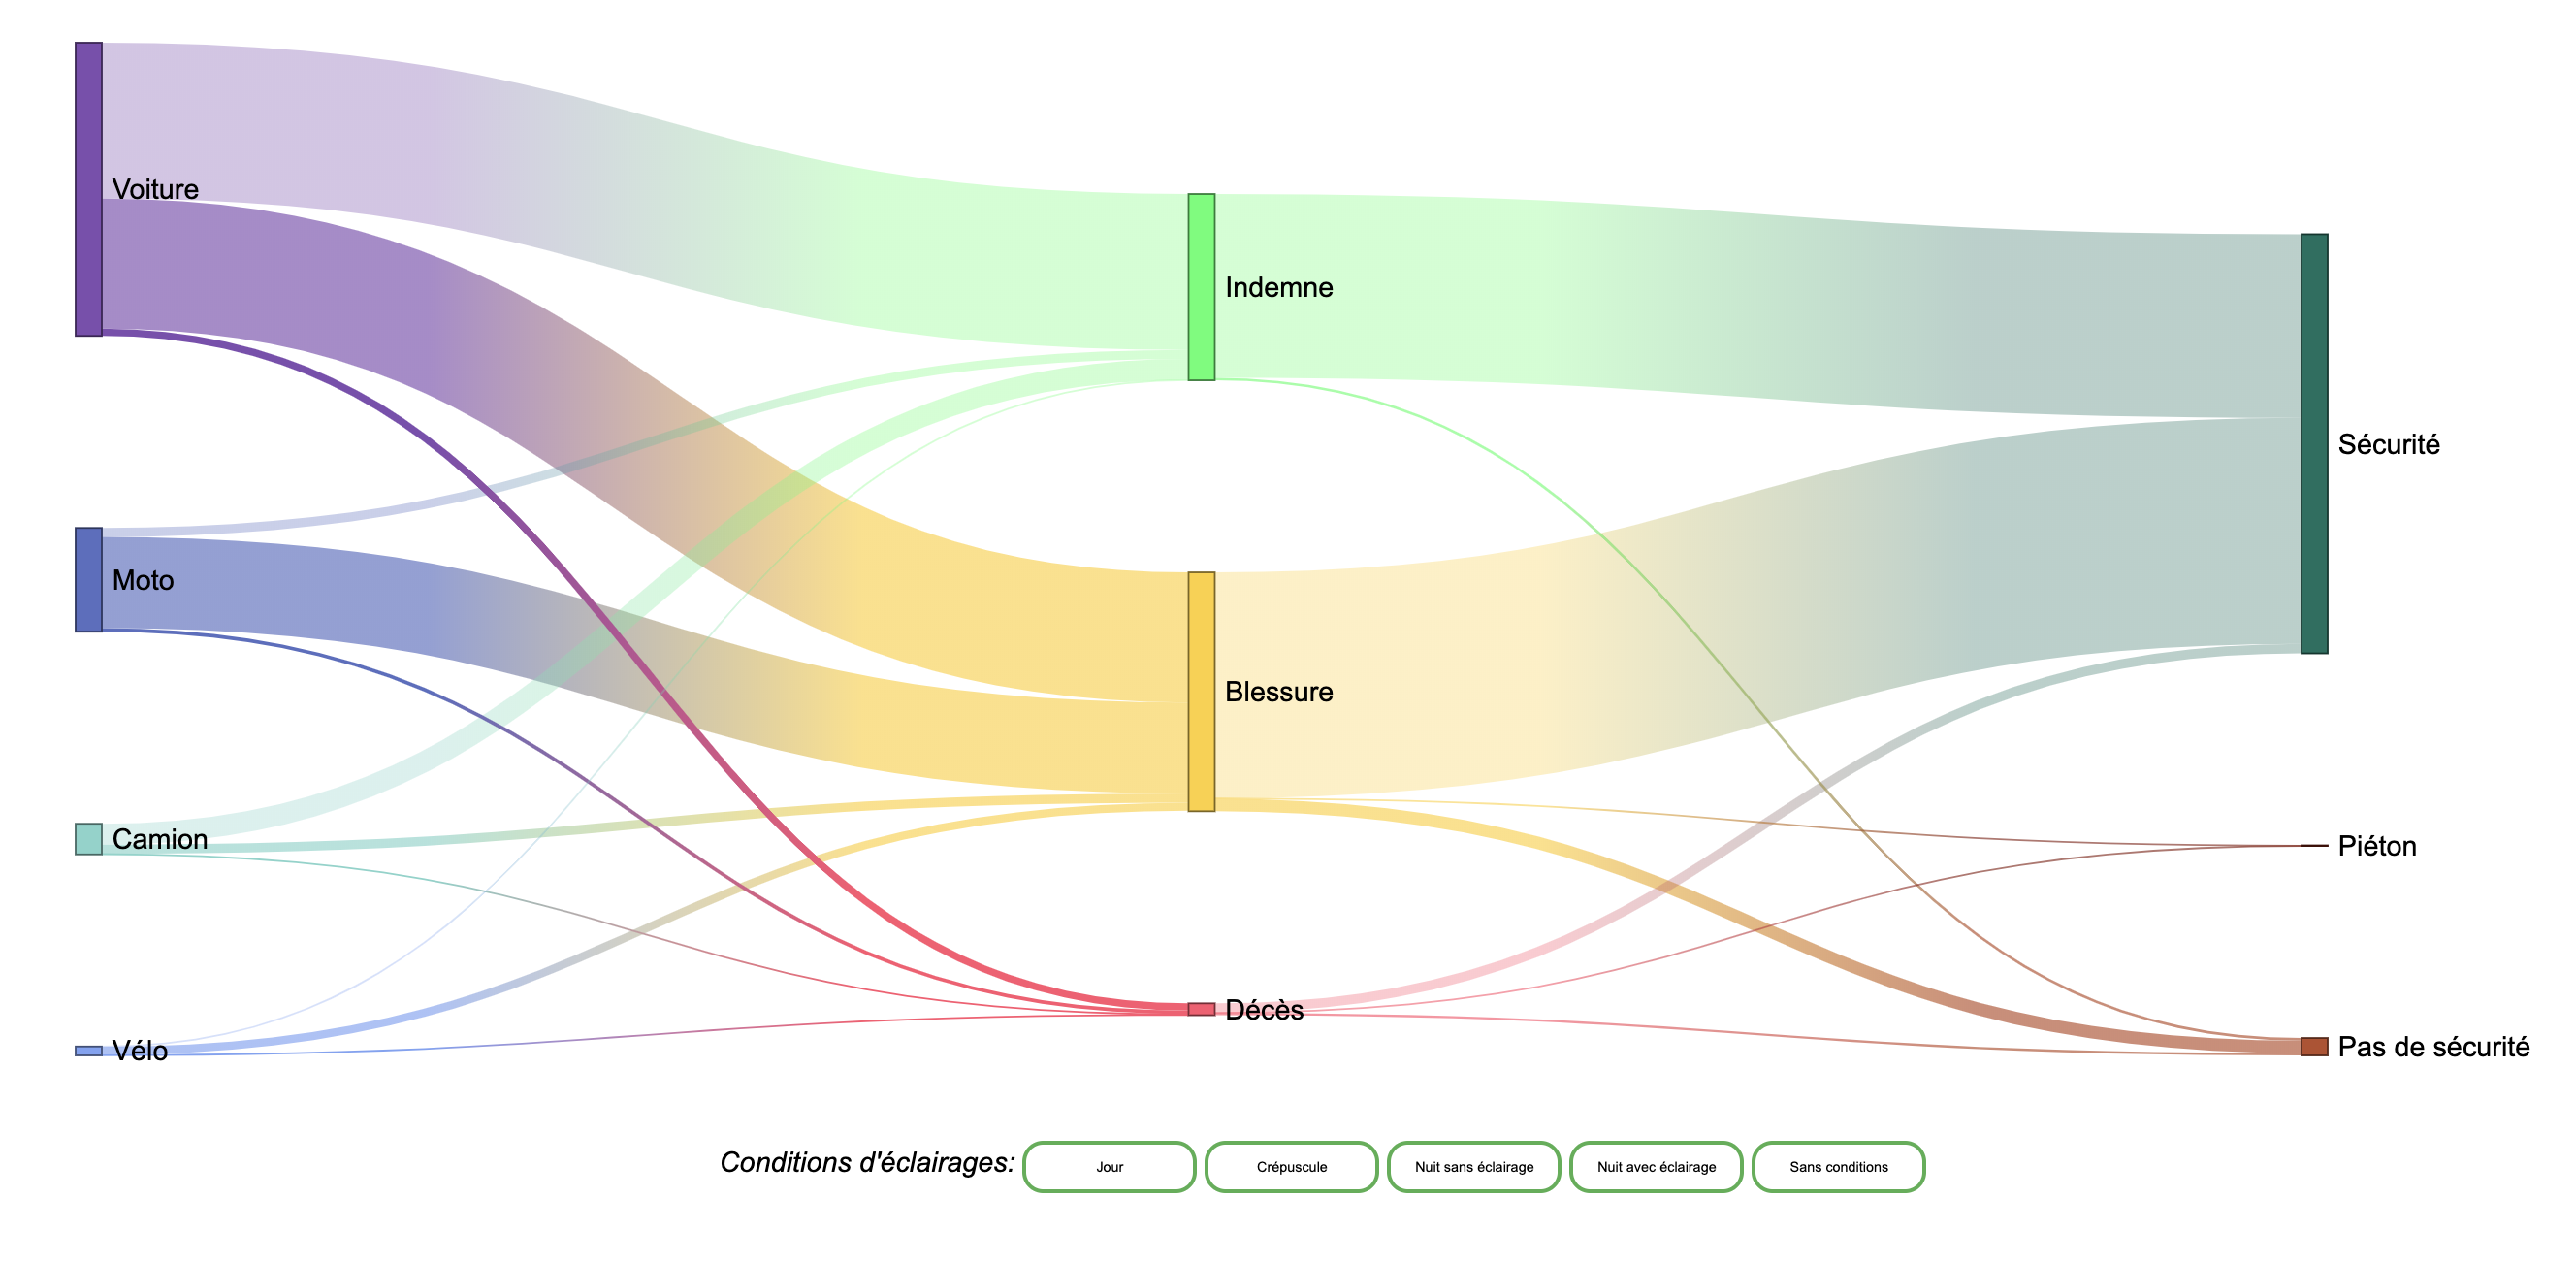 Voiture
Moto
Camion
Vélo
Indemne
Blessure
Décès
Sécurité
Piéton
Pas de sécurité
Conditions d'éclairages: Jour Crépuscule Nuit sans éclairage Nuit avec éclairage Sans conditions